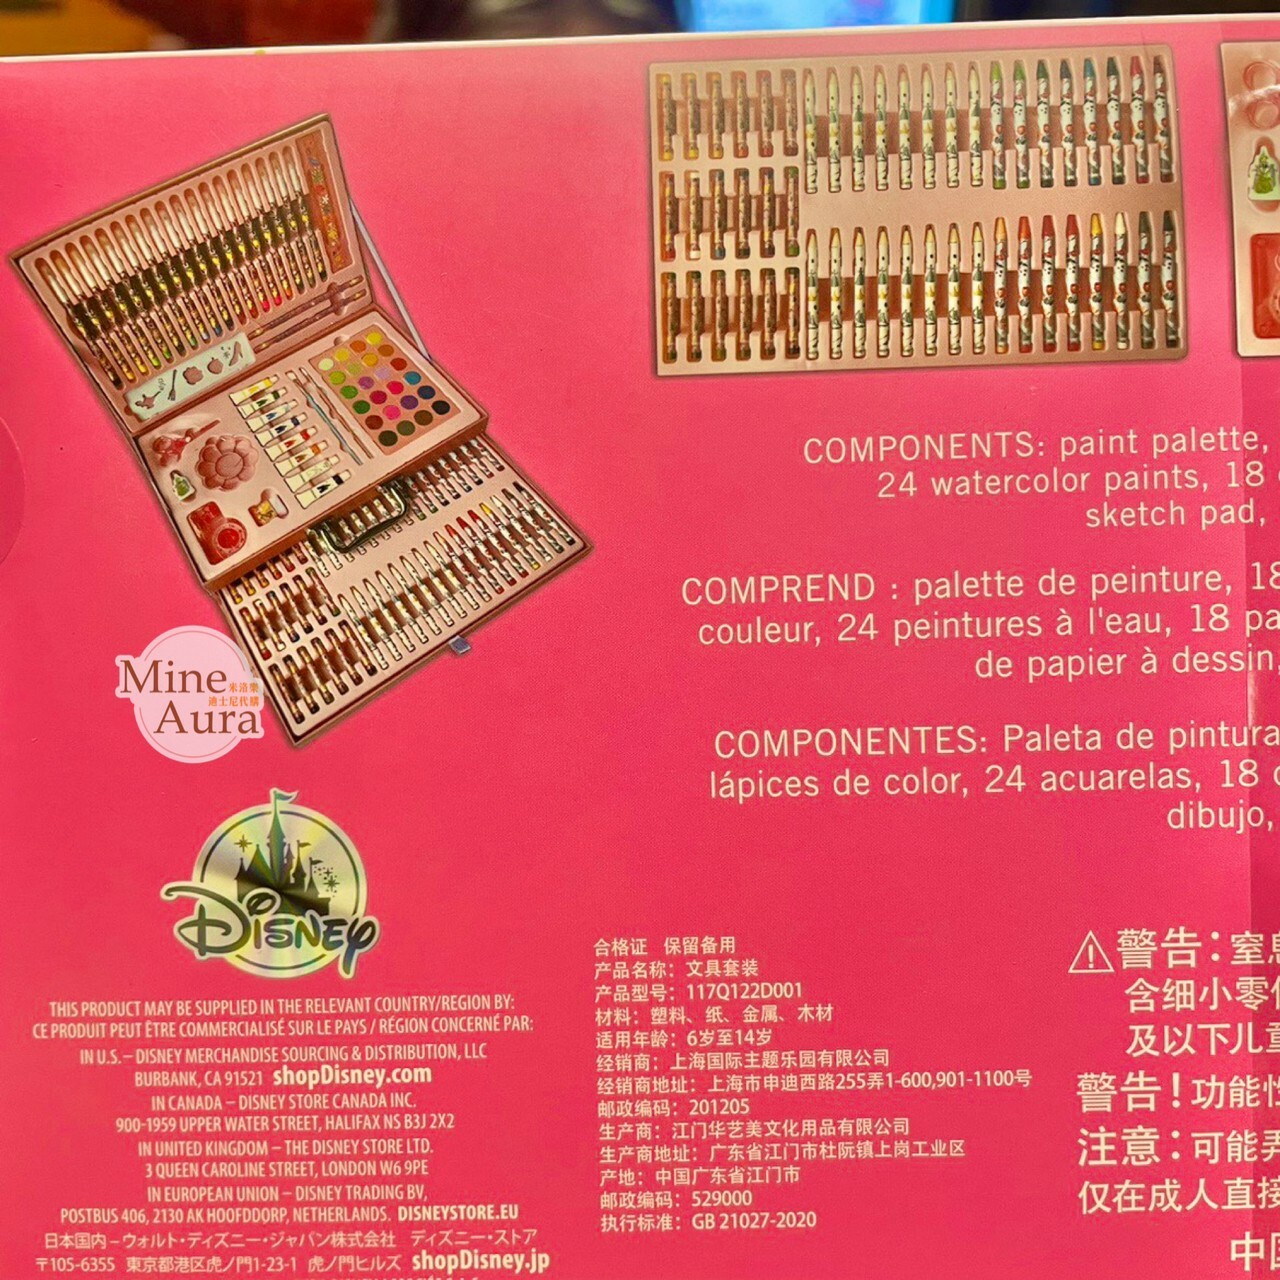 COMPONENTS: paint palette,
24 watercolor paints, 18
sketch pad,
COMPREND : palette de peinture, 18
couleur, 24 peintures à l'eau, 18 pa
de papier à dessin,
COMPONENTES: Paleta de pintura
lápices de color, 24 acuarelas, 18
dibujo,
Mine
米洛樂
迪士尼代購
Aura
DISNEY
THIS PRODUCT MAY BE SUPPLIED IN THE RELEVANT COUNTRY/REGION BY:
CE PRODUIT PEUT ÊTRE COMMERCIALISÉ SUR LE PAYS / RÉGION CONCERNÉ PAR:
IN U.S. – DISNEY MERCHANDISE SOURCING & DISTRIBUTION, LLC
BURBANK, CA 91521 shopDisney.com
IN CANADA – DISNEY STORE CANADA INC.
900-1959 UPPER WATER STREET, HALIFAX NS B3J 2X2
IN UNITED KINGDOM – THE DISNEY STORE LTD.
3 QUEEN CAROLINE STREET, LONDON W6 9PE
IN EUROPEAN UNION – DISNEY TRADING BV,
POSTBUS 406, 2130 AK HOOFDDORP, NETHERLANDS. DISNEYSTORE.EU
日本国内 – ウォルト・ディズニー・ジャパン株式会社 ディズニー・ストア
〒105-6355 東京都港区虎ノ門1-23-1 虎ノ門ヒルズ shopDisney.jp
合格证 保留备用
产品名称: 文具套装
产品型号: 117Q122D001
材料: 塑料、纸、金属、木材
适用年龄: 6岁至14岁
经销商: 上海国际主题乐园有限公司
经销商地址: 上海市申迪西路255弄1-600,901-1100号
邮政编码: 201205
生产商: 江门华艺美文化用品有限公司
生产商地址: 广东省江门市杜阮镇上岗工业区
产地: 中国广东省江门市
邮政编码: 529000
执行标准: GB 21027-2020
⚠警告: 窒息
含细小零件
及以下儿童
警告! 功能性
注意: 可能弄
仅在成人直接
中国